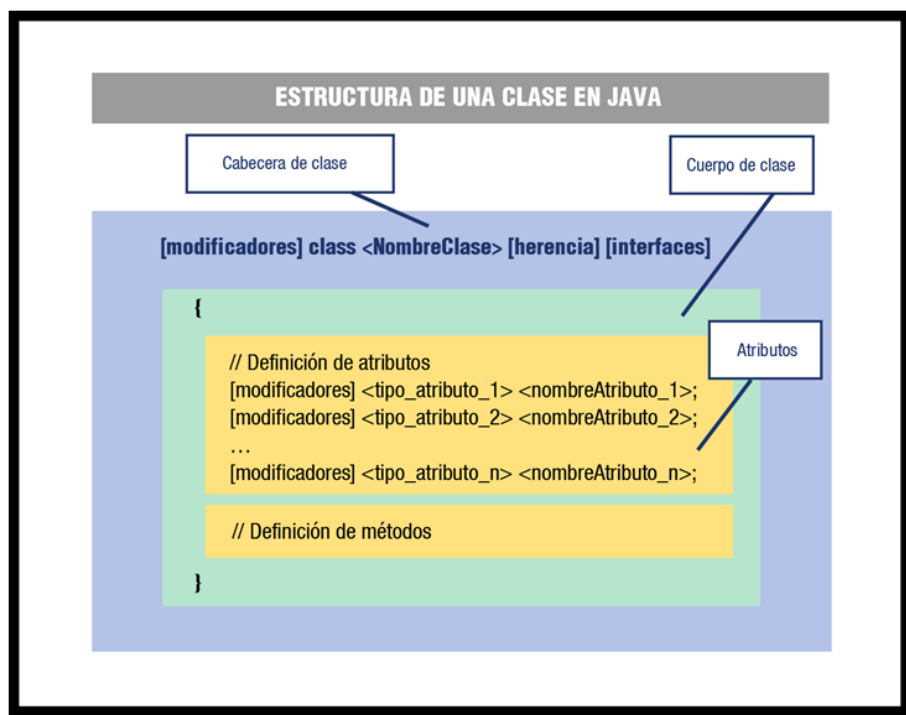 ESTRUCTURA DE UNA CLASE EN JAVA
Cabecera de clase
Cuerpo de clase
[modificadores] class <NombreClase> [herencia] [interfaces]
{
Atributos
// Definición de atributos
[modificadores] <tipo_atributo_1> <nombreAtributo_1>;
[modificadores] <tipo_atributo_2> <nombreAtributo_2>;
…
[modificadores] <tipo_atributo_n> <nombreAtributo_n>;
// Definición de métodos
}